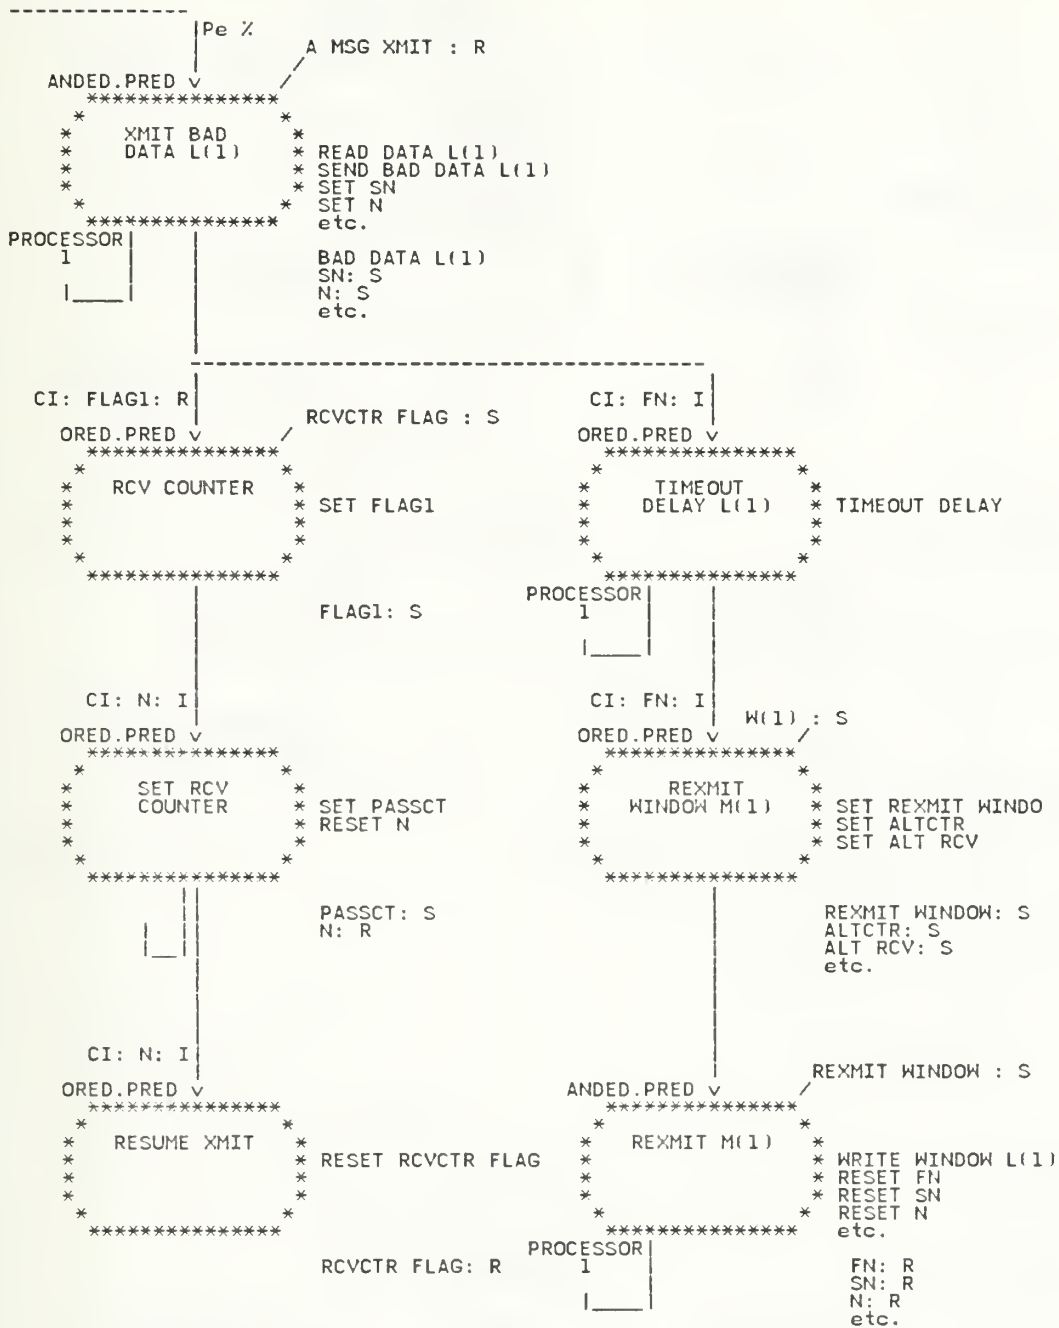 Pe %
A MSG XMIT : R
ANDED.PRED v
XMIT BAD
DATA L(1)
READ DATA L(1)
SEND BAD DATA L(1)
SET SN
SET N
etc.
PROCESSOR
1
BAD DATA L(1)
SN: S
N: S
etc.
CI: FLAG1: R
RCVCTR FLAG : S
ORED.PRED v
RCV COUNTER
SET FLAG1
FLAG1: S
CI: FN: I
ORED.PRED v
TIMEOUT
DELAY L(1)
TIMEOUT DELAY
PROCESSOR
1
CI: N: I
ORED.PRED v
SET RCV
COUNTER
SET PASSCT
RESET N
PASSCT: S
N: R
CI: FN: I
W(1) : S
ORED.PRED v
REXMIT
WINDOW M(1)
SET REXMIT WINDO
SET ALTCTR
SET ALT RCV
REXMIT WINDOW: S
ALTCTR: S
ALT RCV: S
etc.
CI: N: I
ORED.PRED v
RESUME XMIT
RESET RCVCTR FLAG
RCVCTR FLAG: R
REXMIT WINDOW : S
ANDED.PRED v
REXMIT M(1)
WRITE WINDOW L(1)
RESET FN
RESET SN
RESET N
etc.
PROCESSOR
1
FN: R
SN: R
N: R
etc.